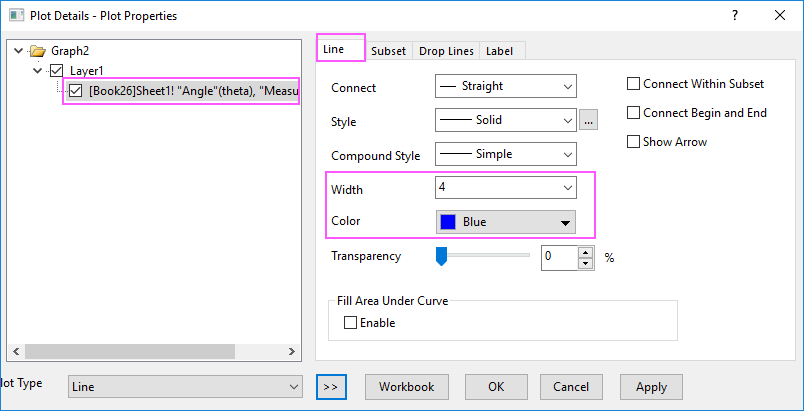 Plot Details - Plot Properties
?
Graph2
Layer1
[Book26]Sheet1! "Angle"(theta), "Measu
Line
Subset
Drop Lines
Label
Connect
Straight
Connect Within Subset
Style
Solid
...
Connect Begin and End
Compound Style
Simple
Show Arrow
Width
4
Color
Blue
Transparency
0
%
Fill Area Under Curve
Enable
lot Type
Line
>>
Workbook
OK
Cancel
Apply